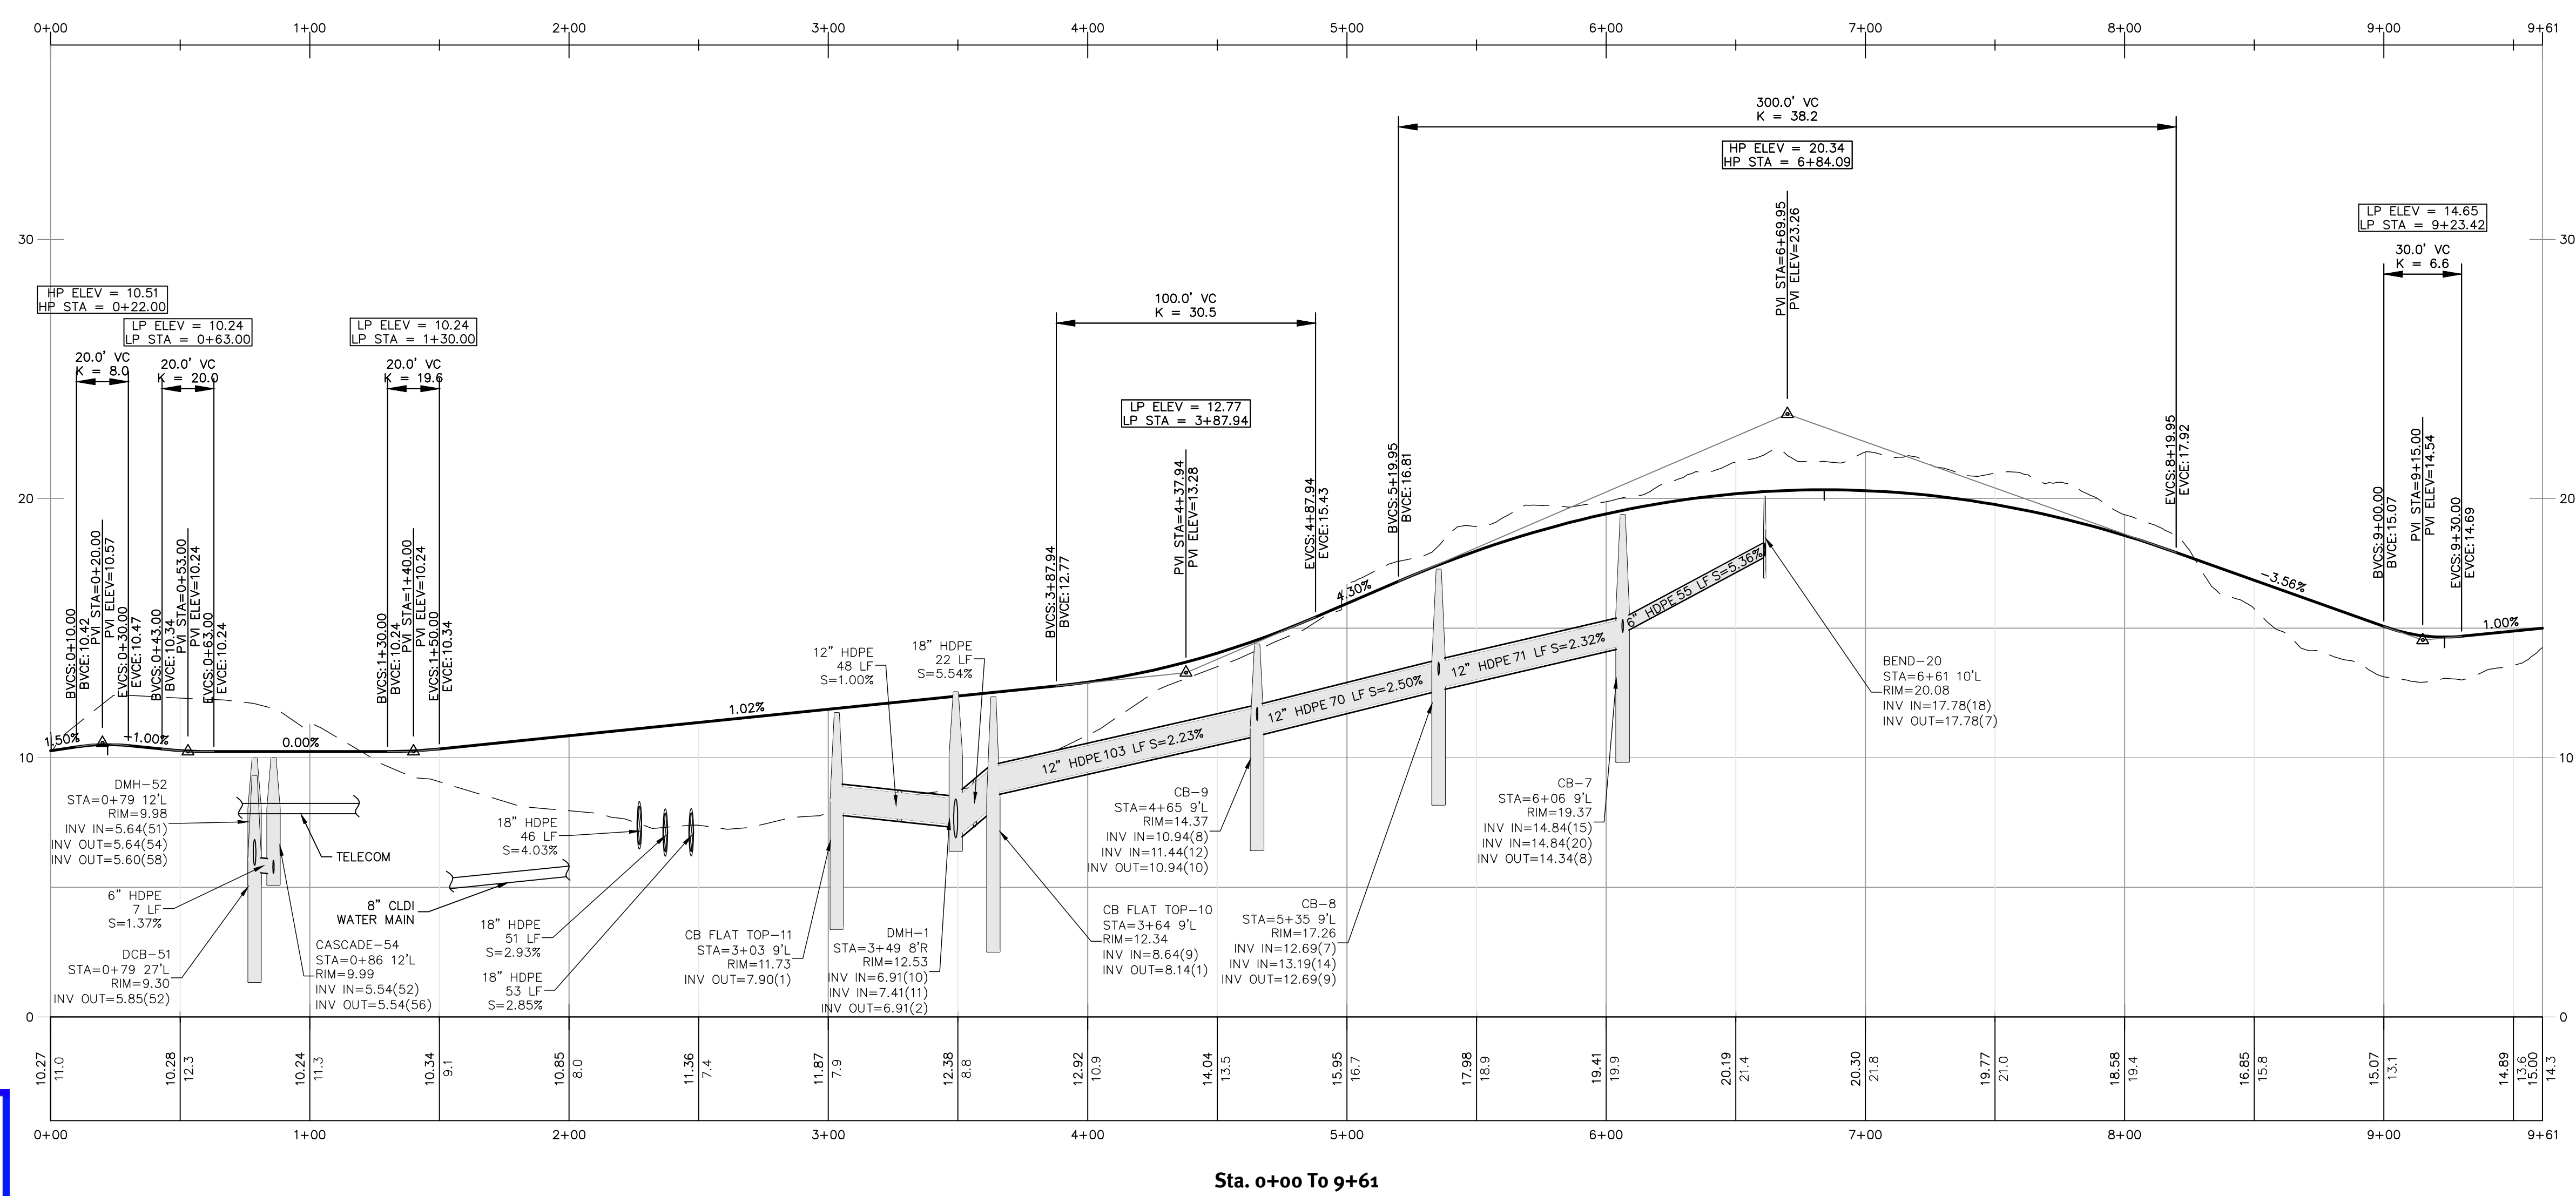 0+00 1+00 2+00 3+00 4+00 5+00 6+00 7+00 8+00 9+00 9+61
300.0' VC
K = 38.2
HP ELEV = 20.34
HP STA = 6+84.09
PVI STA=6+69.95
PVI ELEV=23.26
LP ELEV = 14.65
LP STA = 9+23.42
30.0' VC
K = 6.6
30
30
HP ELEV = 10.51
HP STA = 0+22.00
LP ELEV = 10.24
LP STA = 0+63.00
LP ELEV = 10.24
LP STA = 1+30.00
20.0' VC
K = 8.0
20.0' VC
K = 20.0
20.0' VC
K = 19.6
100.0' VC
K = 30.5
LP ELEV = 12.77
LP STA = 3+87.94
20
20
BVCS: 0+10.00
BVCE: 10.42
PVI STA=0+20.00
PVI ELEV=10.57
EVCS: 0+30.00
EVCE: 10.47
BVCS: 0+43.00
BVCE: 10.34
PVI STA=0+53.00
PVI ELEV=10.24
EVCS: 0+63.00
EVCE: 10.24
BVCS: 1+30.00
BVCE: 10.24
PVI STA=1+40.00
PVI ELEV=10.24
EVCS: 1+50.00
EVCE: 10.34
BVCS: 3+87.94
BVCE: 12.77
PVI STA=4+37.94
PVI ELEV=13.28
EVCS: 4+87.94
EVCE: 15.43
BVCS: 5+19.95
BVCE: 16.81
EVCS: 8+19.95
EVCE: 17.92
BVCS: 9+00.00
BVCE: 15.07
PVI STA=9+15.00
PVI ELEV=14.54
EVCS: 9+30.00
EVCE: 14.69
1.50%
-1.00%
0.00%
1.02%
4.30%
-3.56%
1.00%
10
10
12" HDPE
48 LF
S=1.00%
18" HDPE
22 LF
S=5.54%
12" HDPE 103 LF S=2.23%
12" HDPE 70 LF S=2.50%
12" HDPE 71 LF S=2.32%
6" HDPE 55 LF S=5.36%
BEND-20
STA=6+61 10'L
RIM=20.08
INV IN=17.78(18)
INV OUT=17.78(7)
DMH-52
STA=0+79 12'L
RIM=9.98
INV IN=5.64(51)
INV OUT=5.64(54)
INV OUT=5.60(58)
TELECOM
6" HDPE
7 LF
S=1.37%
DCB-51
STA=0+79 27'L
RIM=9.30
INV OUT=5.85(52)
CASCADE-54
STA=0+86 12'L
RIM=9.99
INV IN=5.54(52)
INV OUT=5.54(56)
8" CLDI
WATER MAIN
18" HDPE
46 LF
S=4.03%
18" HDPE
51 LF
S=2.93%
18" HDPE
53 LF
S=2.85%
CB FLAT TOP-11
STA=3+03 9'L
RIM=11.73
INV OUT=7.90(1)
DMH-1
STA=3+49 8'R
RIM=12.53
INV IN=6.91(10)
INV IN=7.41(11)
INV OUT=6.91(2)
CB FLAT TOP-10
STA=3+64 9'L
RIM=12.34
INV IN=8.64(9)
INV OUT=8.14(1)
CB-9
STA=4+65 9'L
RIM=14.37
INV IN=10.94(8)
INV IN=11.44(12)
INV OUT=10.94(10)
CB-8
STA=5+35 9'L
RIM=17.26
INV IN=12.69(7)
INV IN=13.19(14)
INV OUT=12.69(9)
CB-7
STA=6+06 9'L
RIM=19.37
INV IN=14.84(15)
INV IN=14.84(20)
INV OUT=14.34(8)
0
0
10.27
11.0
10.28
12.3
10.24
11.3
10.34
9.1
10.85
8.0
11.36
7.4
11.87
7.9
12.38
8.8
12.92
10.9
14.04
13.5
15.95
16.7
17.98
18.9
19.41
19.9
20.19
21.4
20.30
21.8
19.77
21.0
18.58
19.4
16.85
15.8
15.07
13.1
14.89
13.6
15.00
14.3
0+00 1+00 2+00 3+00 4+00 5+00 6+00 7+00 8+00 9+00 9+61
Sta. 0+00 To 9+61